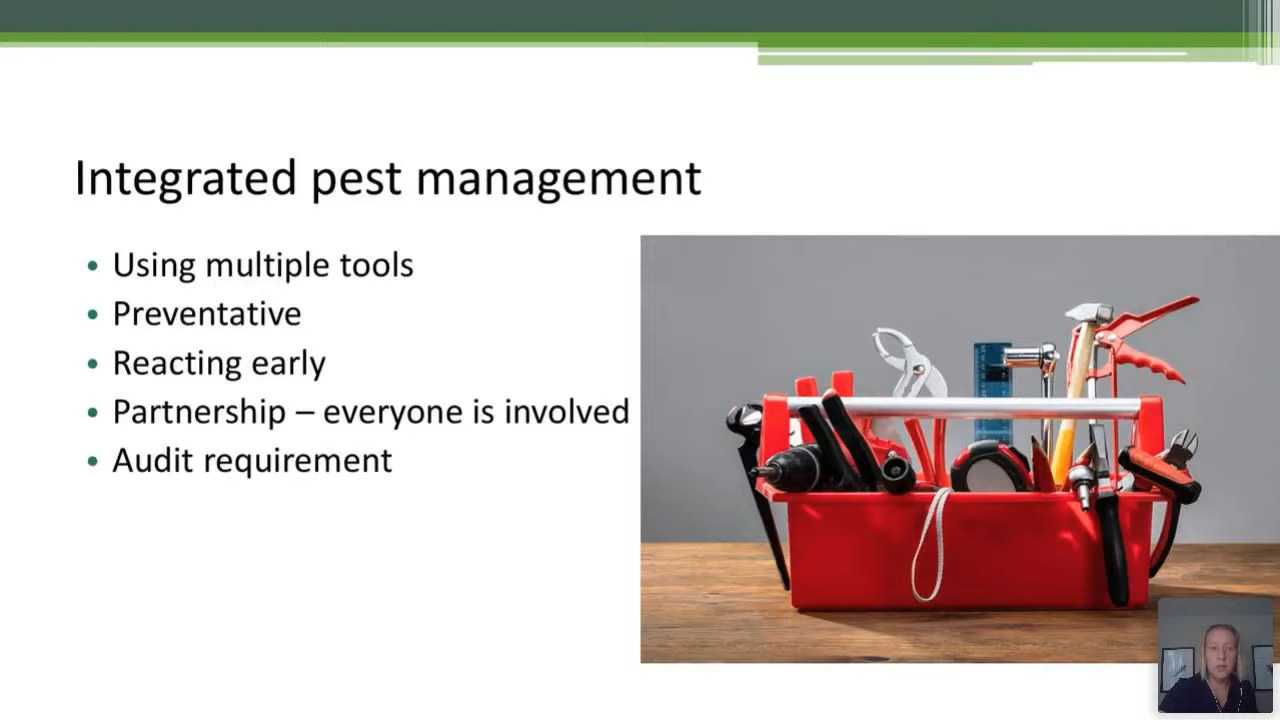 Integrated pest management
• Using multiple tools
• Preventative
• Reacting early
• Partnership – everyone is involved
• Audit requirement